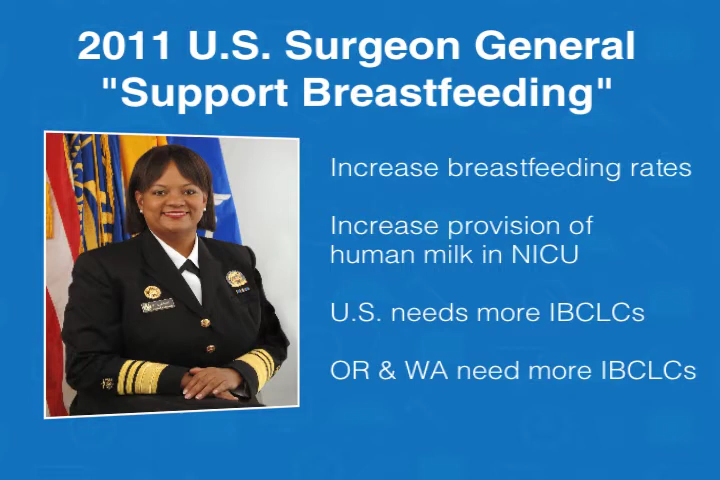 2011 U.S. Surgeon General
"Support Breastfeeding"
Increase breastfeeding rates
Increase provision of
human milk in NICU
U.S. needs more IBCLCs
OR & WA need more IBCLCs